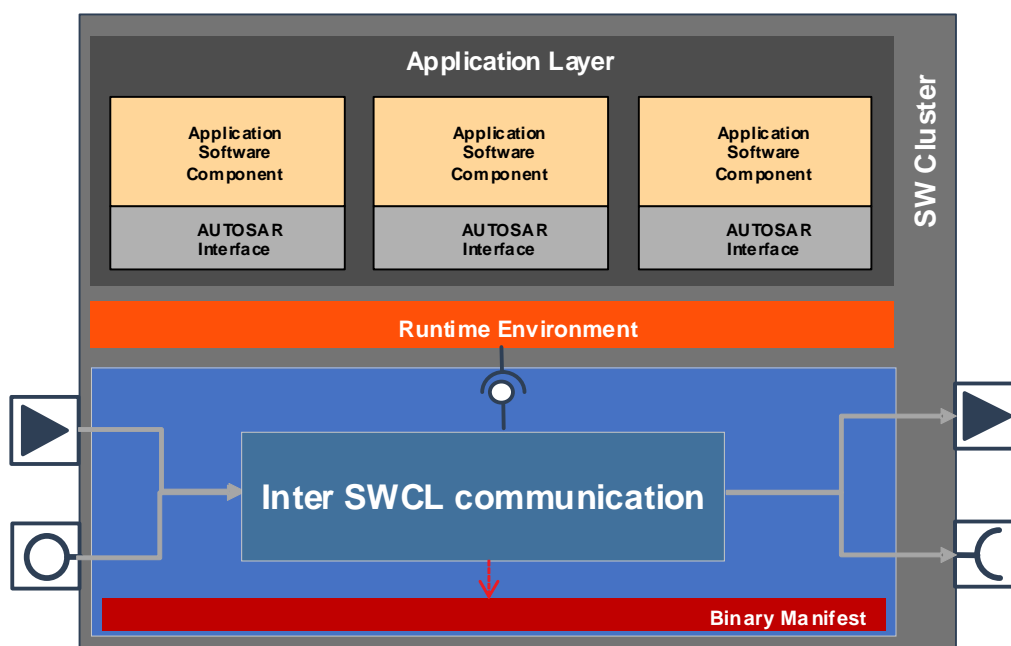 Application Layer
SW Cluster
Application
Software
Component
AUTOSAR
Interface
Application
Software
Component
AUTOSAR
Interface
Application
Software
Component
AUTOSAR
Interface
Runtime Environment
Inter SWCL communication
Binary Manifest